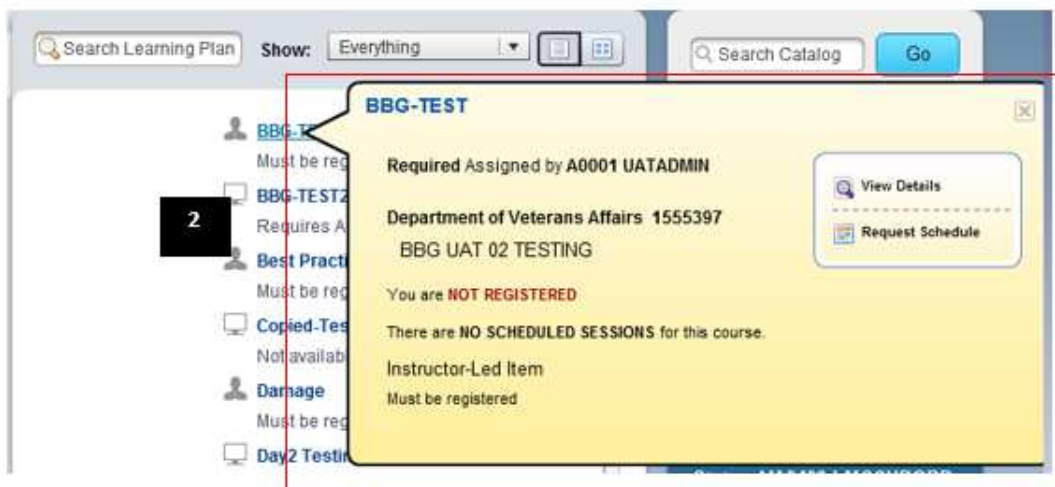 Search Learning Plan Show: Everything Search Catalog Go
BBG-TEST
Must be reg
BBG-TEST2
Requires A
2
Best Practi
Must be reg
Copied-Tes
Not availab
Damage
Must be reg
Day2 Testin
BBG-TEST
Required Assigned by A0001 UATADMIN
Department of Veterans Affairs 1555397
BBG UAT 02 TESTING
You are NOT REGISTERED
There are NO SCHEDULED SESSIONS for this course.
Instructor-Led Item
Must be registered
View Details
Request Schedule